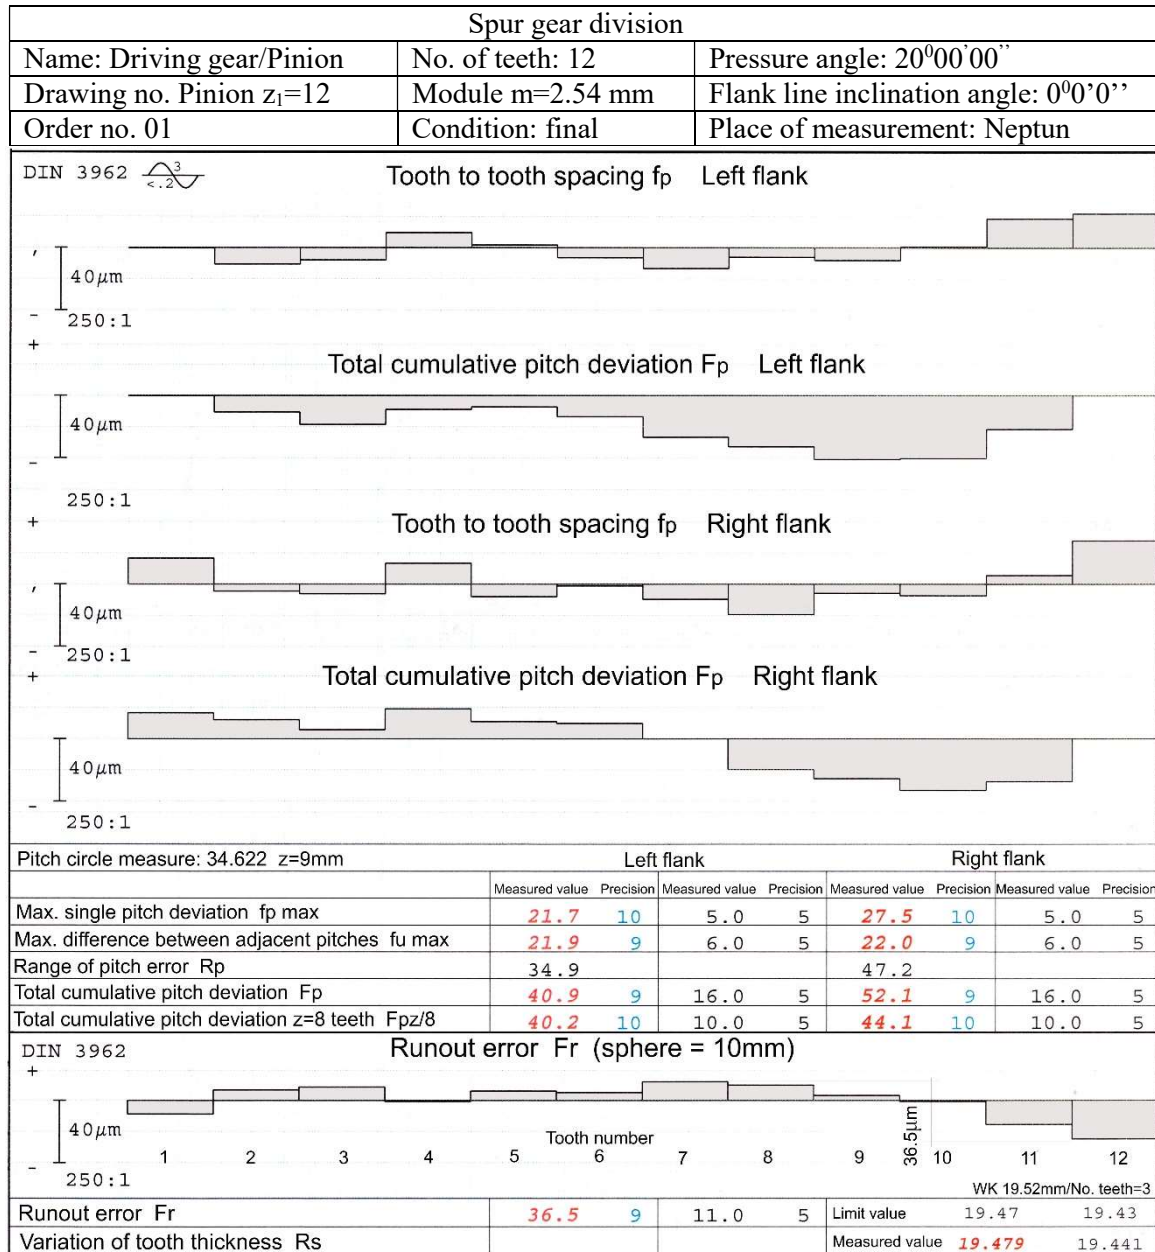 Spur gear division
Name: Driving gear/Pinion No. of teeth: 12 Pressure angle: 20⁰00'00''
Drawing no. Pinion z₁=12 Module m=2.54 mm Flank line inclination angle: 0⁰0'0''
Order no. 01 Condition: final Place of measurement: Neptun
DIN 3962 3 <.2 Tooth to tooth spacing fp Left flank
,
40µm
-
250:1
+
Total cumulative pitch deviation Fp Left flank
40µm
-
250:1
+
Tooth to tooth spacing fp Right flank
,
40µm
-
250:1
+
Total cumulative pitch deviation Fp Right flank
40µm
-
250:1
Pitch circle measure: 34.622 z=9mm Left flank Right flank
Measured value Precision Measured value Precision Measured value Precision Measured value Precision
Max. single pitch deviation fp max 21.7 10 5.0 5 27.5 10 5.0 5
Max. difference between adjacent pitches fu max 21.9 9 6.0 5 22.0 9 6.0 5
Range of pitch error Rp 34.9 47.2
Total cumulative pitch deviation Fp 40.9 9 16.0 5 52.1 9 16.0 5
Total cumulative pitch deviation z=8 teeth Fpz/8 40.2 10 10.0 5 44.1 10 10.0 5
DIN 3962 Runout error Fr (sphere = 10mm)
+
40µm
Tooth number
36.5µm
- 1 2 3 4 5 6 7 8 9 10 11 12
250:1
WK 19.52mm/No. teeth=3
Runout error Fr 36.5 9 11.0 5 Limit value 19.47 19.43
Variation of tooth thickness Rs Measured value 19.479 19.441